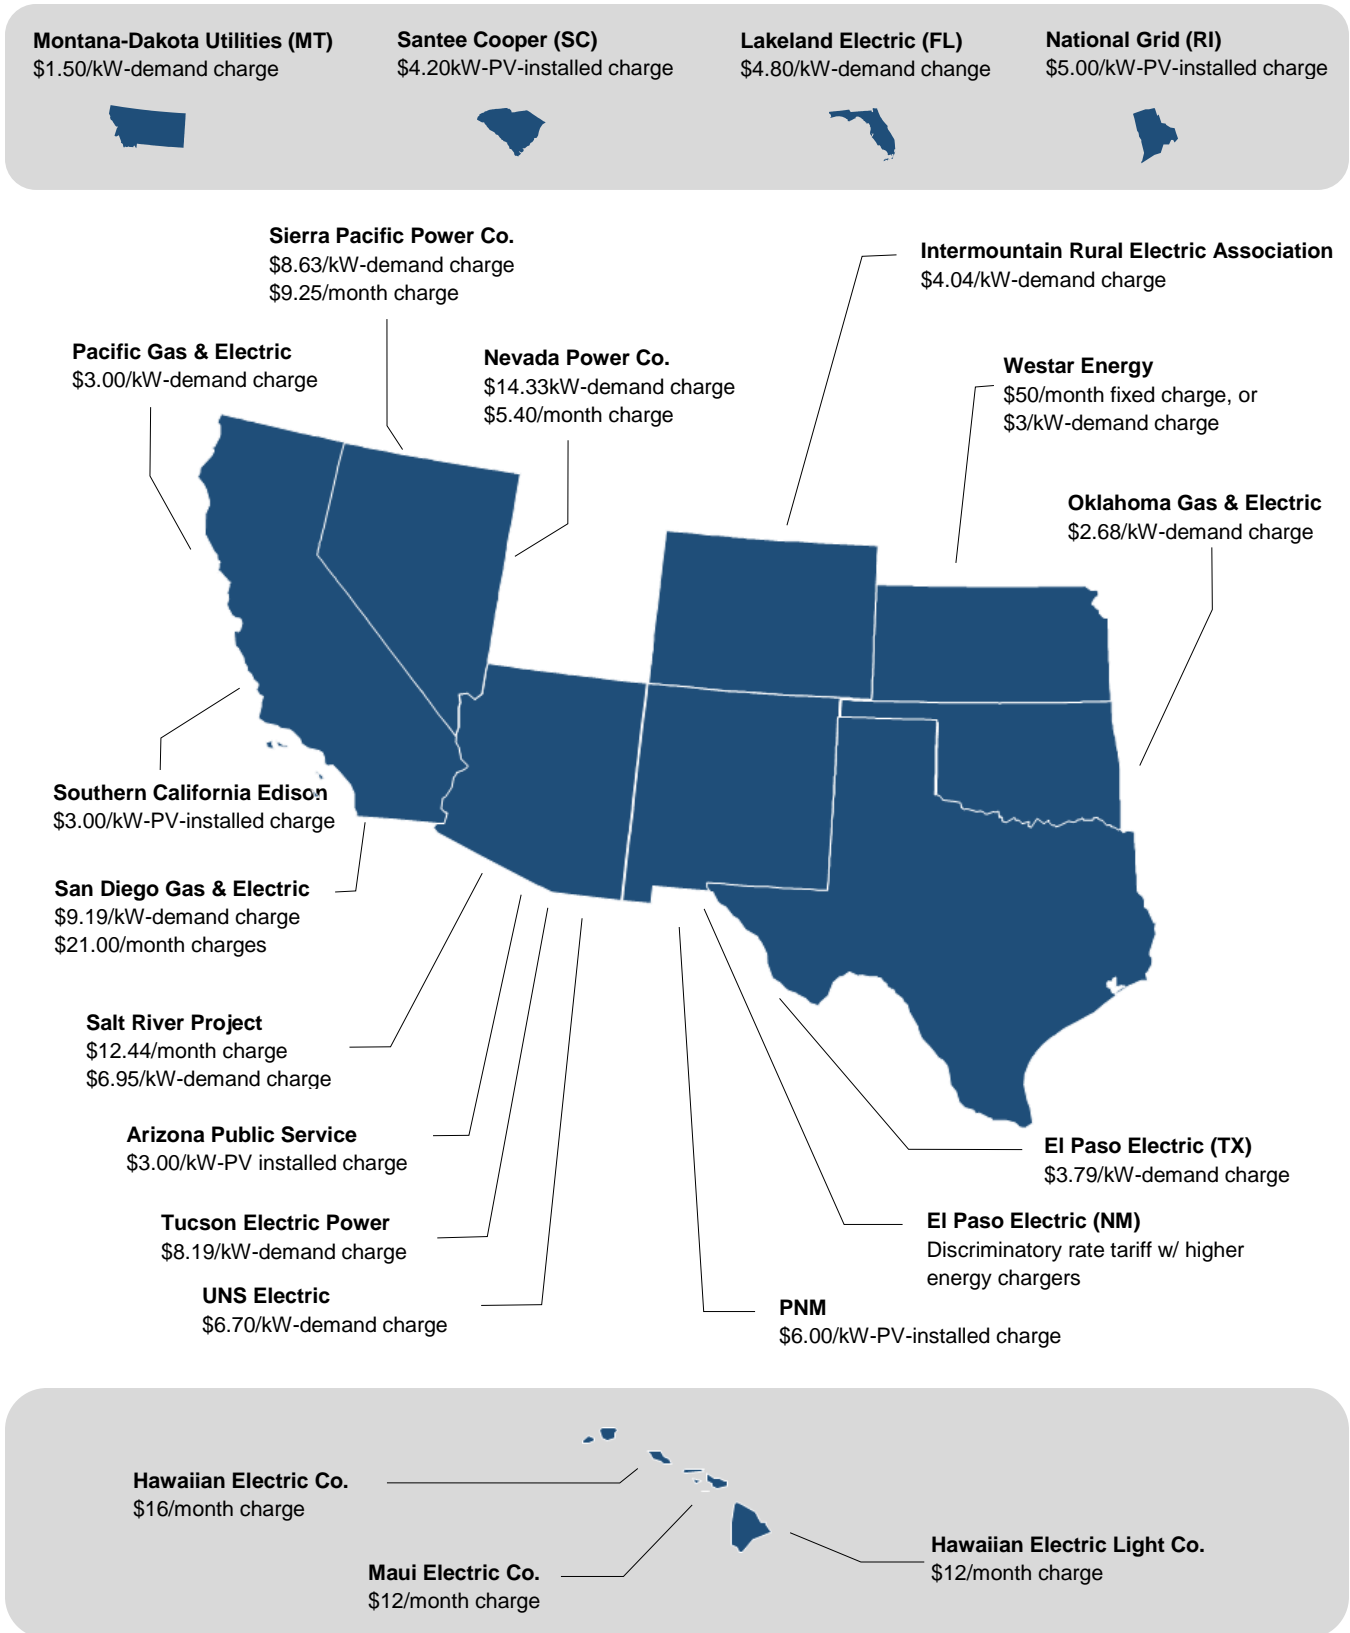 Montana-Dakota Utilities (MT)
$1.50/kW-demand charge
Santee Cooper (SC)
$4.20kW-PV-installed charge
Lakeland Electric (FL)
$4.80/kW-demand change
National Grid (RI)
$5.00/kW-PV-installed charge
Sierra Pacific Power Co.
$8.63/kW-demand charge
$9.25/month charge
Intermountain Rural Electric Association
$4.04/kW-demand charge
Pacific Gas & Electric
$3.00/kW-demand charge
Nevada Power Co.
$14.33kW-demand charge
$5.40/month charge
Westar Energy
$50/month fixed charge, or
$3/kW-demand charge
Oklahoma Gas & Electric
$2.68/kW-demand charge
Southern California Edison
$3.00/kW-PV-installed charge
San Diego Gas & Electric
$9.19/kW-demand charge
$21.00/month charges
Salt River Project
$12.44/month charge
$6.95/kW-demand charge
Arizona Public Service
$3.00/kW-PV installed charge
El Paso Electric (TX)
$3.79/kW-demand charge
Tucson Electric Power
$8.19/kW-demand charge
El Paso Electric (NM)
Discriminatory rate tariff w/ higher
energy chargers
UNS Electric
$6.70/kW-demand charge
PNM
$6.00/kW-PV-installed charge
Hawaiian Electric Co.
$16/month charge
Maui Electric Co.
$12/month charge
Hawaiian Electric Light Co.
$12/month charge